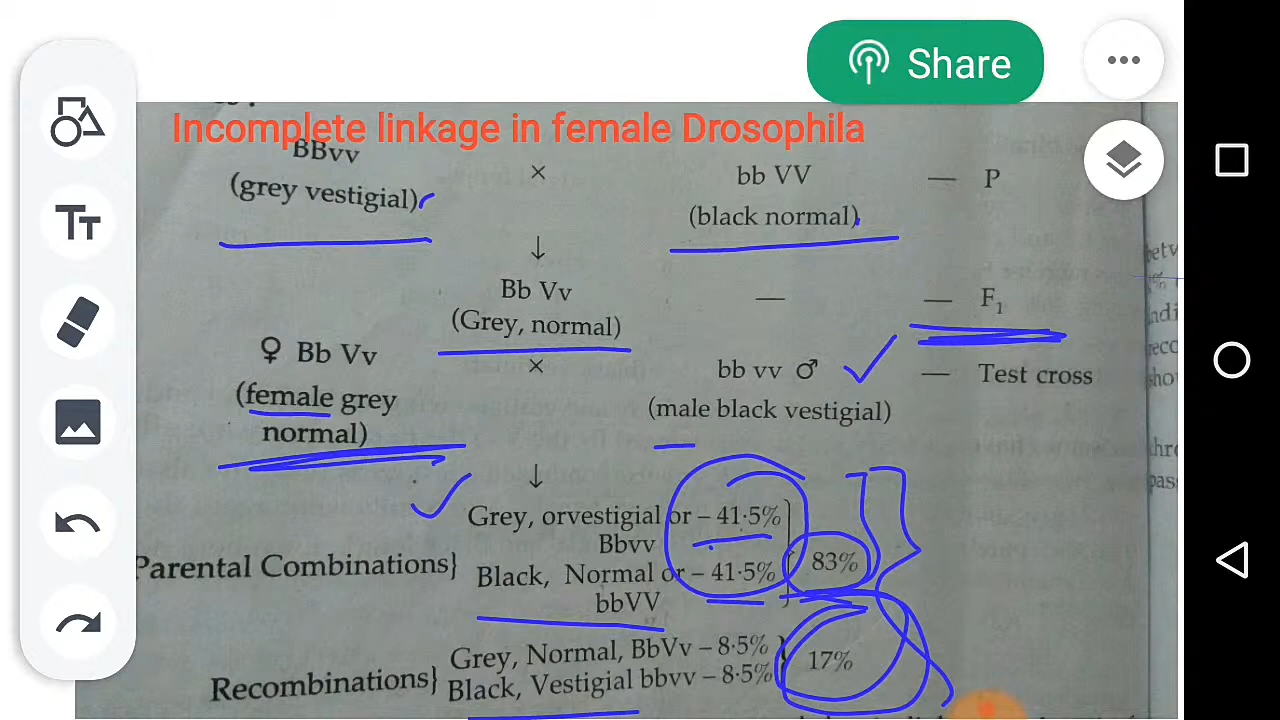 Share
Incomplete linkage in female Drosophila
BBvv × bb VV — P
(grey vestigial) (black normal)
↓
Bb Vv — — F₁
(Grey, normal)
♀ Bb Vv × bb vv ♂ — Test cross
(female grey (male black vestigial)
normal)
↓
Grey, orvestigial or – 41·5%
Bbvv
Parental Combinations} 83%
Black, Normal or – 41·5%
bbVV
Grey, Normal, BbVv – 8·5%
Recombinations} 17%
Black, Vestigial bbvv – 8·5%
Tт